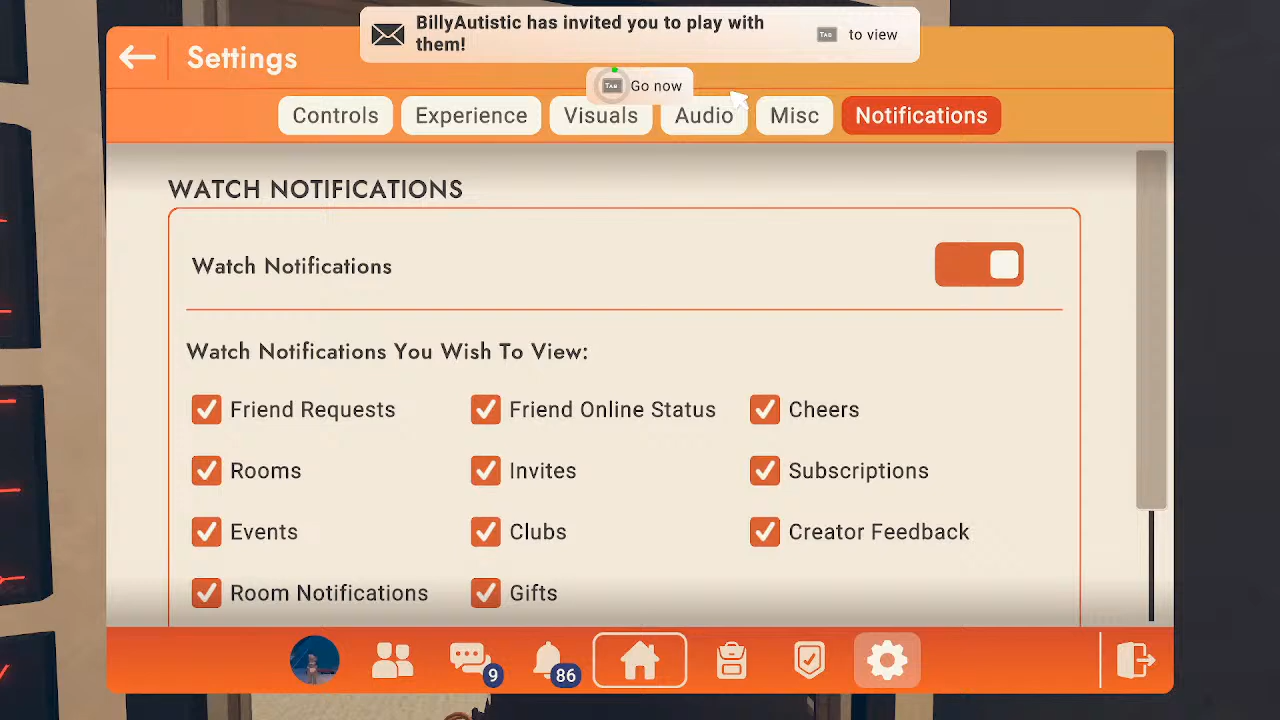 BillyAutistic has invited you to play with
them!
TAB
to view
TAB
Go now
Settings
Controls
Experience
Visuals
Audio
Misc
Notifications
WATCH NOTIFICATIONS
Watch Notifications
Watch Notifications You Wish To View:
Friend Requests
Friend Online Status
Cheers
Rooms
Invites
Subscriptions
Events
Clubs
Creator Feedback
Room Notifications
Gifts
9
86